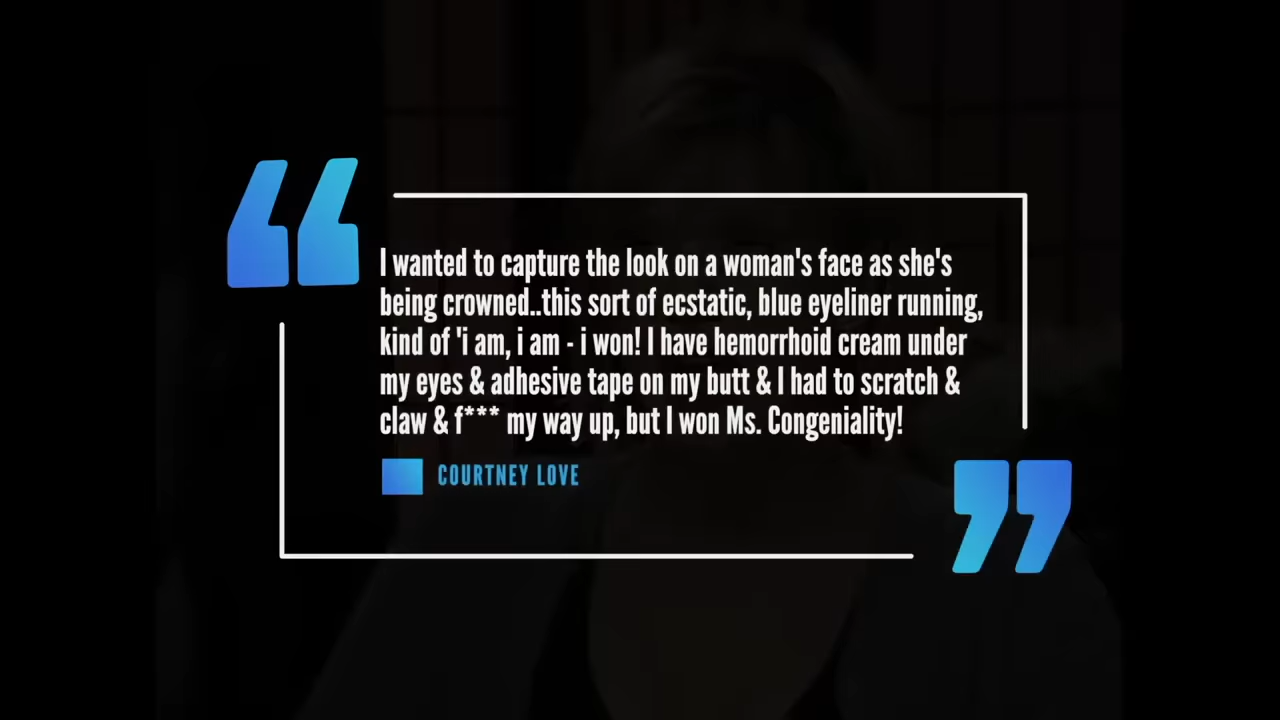 I wanted to capture the look on a woman's face as she's
being crowned..this sort of ecstatic, blue eyeliner running,
kind of 'i am, i am - i won! I have hemorrhoid cream under
my eyes & adhesive tape on my butt & I had to scratch &
claw & f*** my way up, but I won Ms. Congeniality!
COURTNEY LOVE